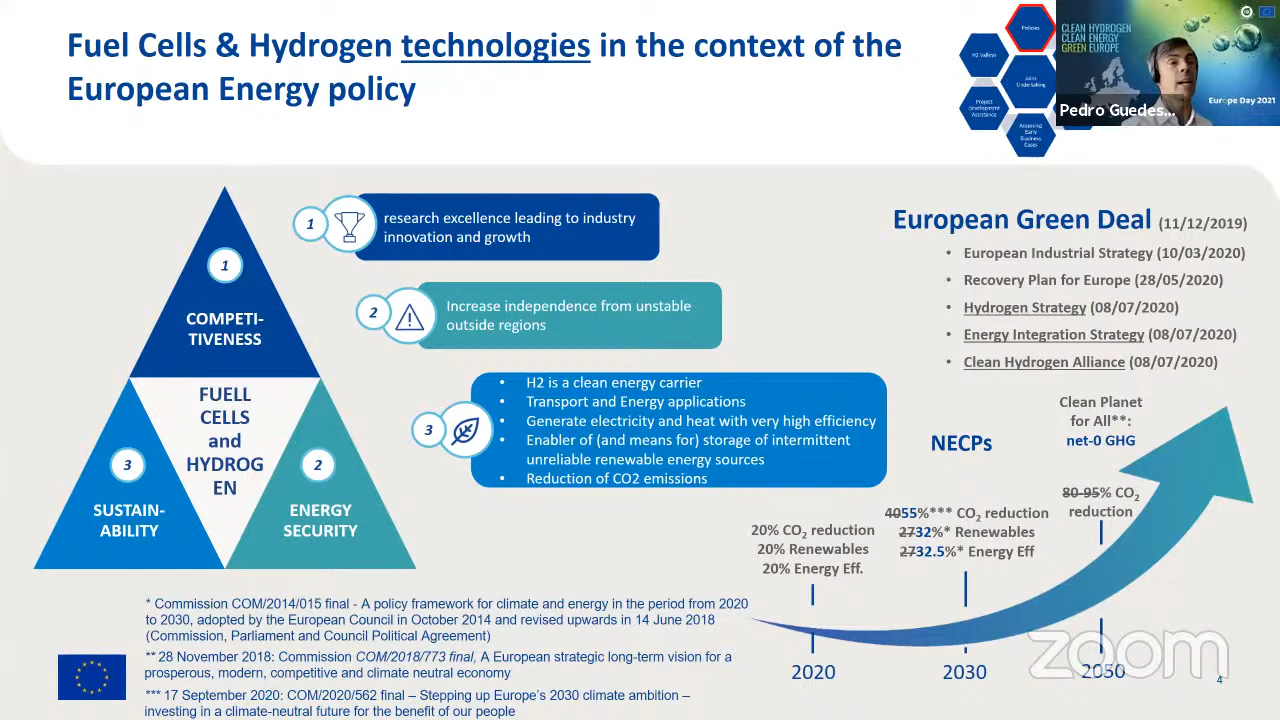 Fuel Cells & Hydrogen technologies in the context of the
European Energy policy
Policies
H2 Valleys
Joint
Undertaking
Project
Development
Assistance
Assessing
Early
Business
Cases
CLEAN HYDROGEN
CLEAN ENERGY
GREEN EUROPE
Europe Day 2021
Pedro Guedes...
1
COMPETI-
TIVENESS
FUELL
CELLS
and
HYDROG
EN
3
SUSTAIN-
ABILITY
2
ENERGY
SECURITY
1
research excellence leading to industry
innovation and growth
2
Increase independence from unstable
outside regions
3
• H2 is a clean energy carrier
• Transport and Energy applications
• Generate electricity and heat with very high efficiency
• Enabler of (and means for) storage of intermittent
unreliable renewable energy sources
• Reduction of CO2 emissions
European Green Deal (11/12/2019)
• European Industrial Strategy (10/03/2020)
• Recovery Plan for Europe (28/05/2020)
• Hydrogen Strategy (08/07/2020)
• Energy Integration Strategy (08/07/2020)
• Clean Hydrogen Alliance (08/07/2020)
20% CO2 reduction
20% Renewables
20% Energy Eff.
NECPs
4055%*** CO2 reduction
2732%* Renewables
2732.5%* Energy Eff
Clean Planet
for All**:
net-0 GHG
80-95% CO2
reduction
2020
2030
2050
* Commission COM/2014/015 final - A policy framework for climate and energy in the period from 2020
to 2030, adopted by the European Council in October 2014 and revised upwards in 14 June 2018
(Commission, Parliament and Council Political Agreement)
** 28 November 2018: Commission COM/2018/773 final, A European strategic long-term vision for a
prosperous, modern, competitive and climate neutral economy
*** 17 September 2020: COM/2020/562 final – Stepping up Europe's 2030 climate ambition –
investing in a climate-neutral future for the benefit of our people
zoom
4